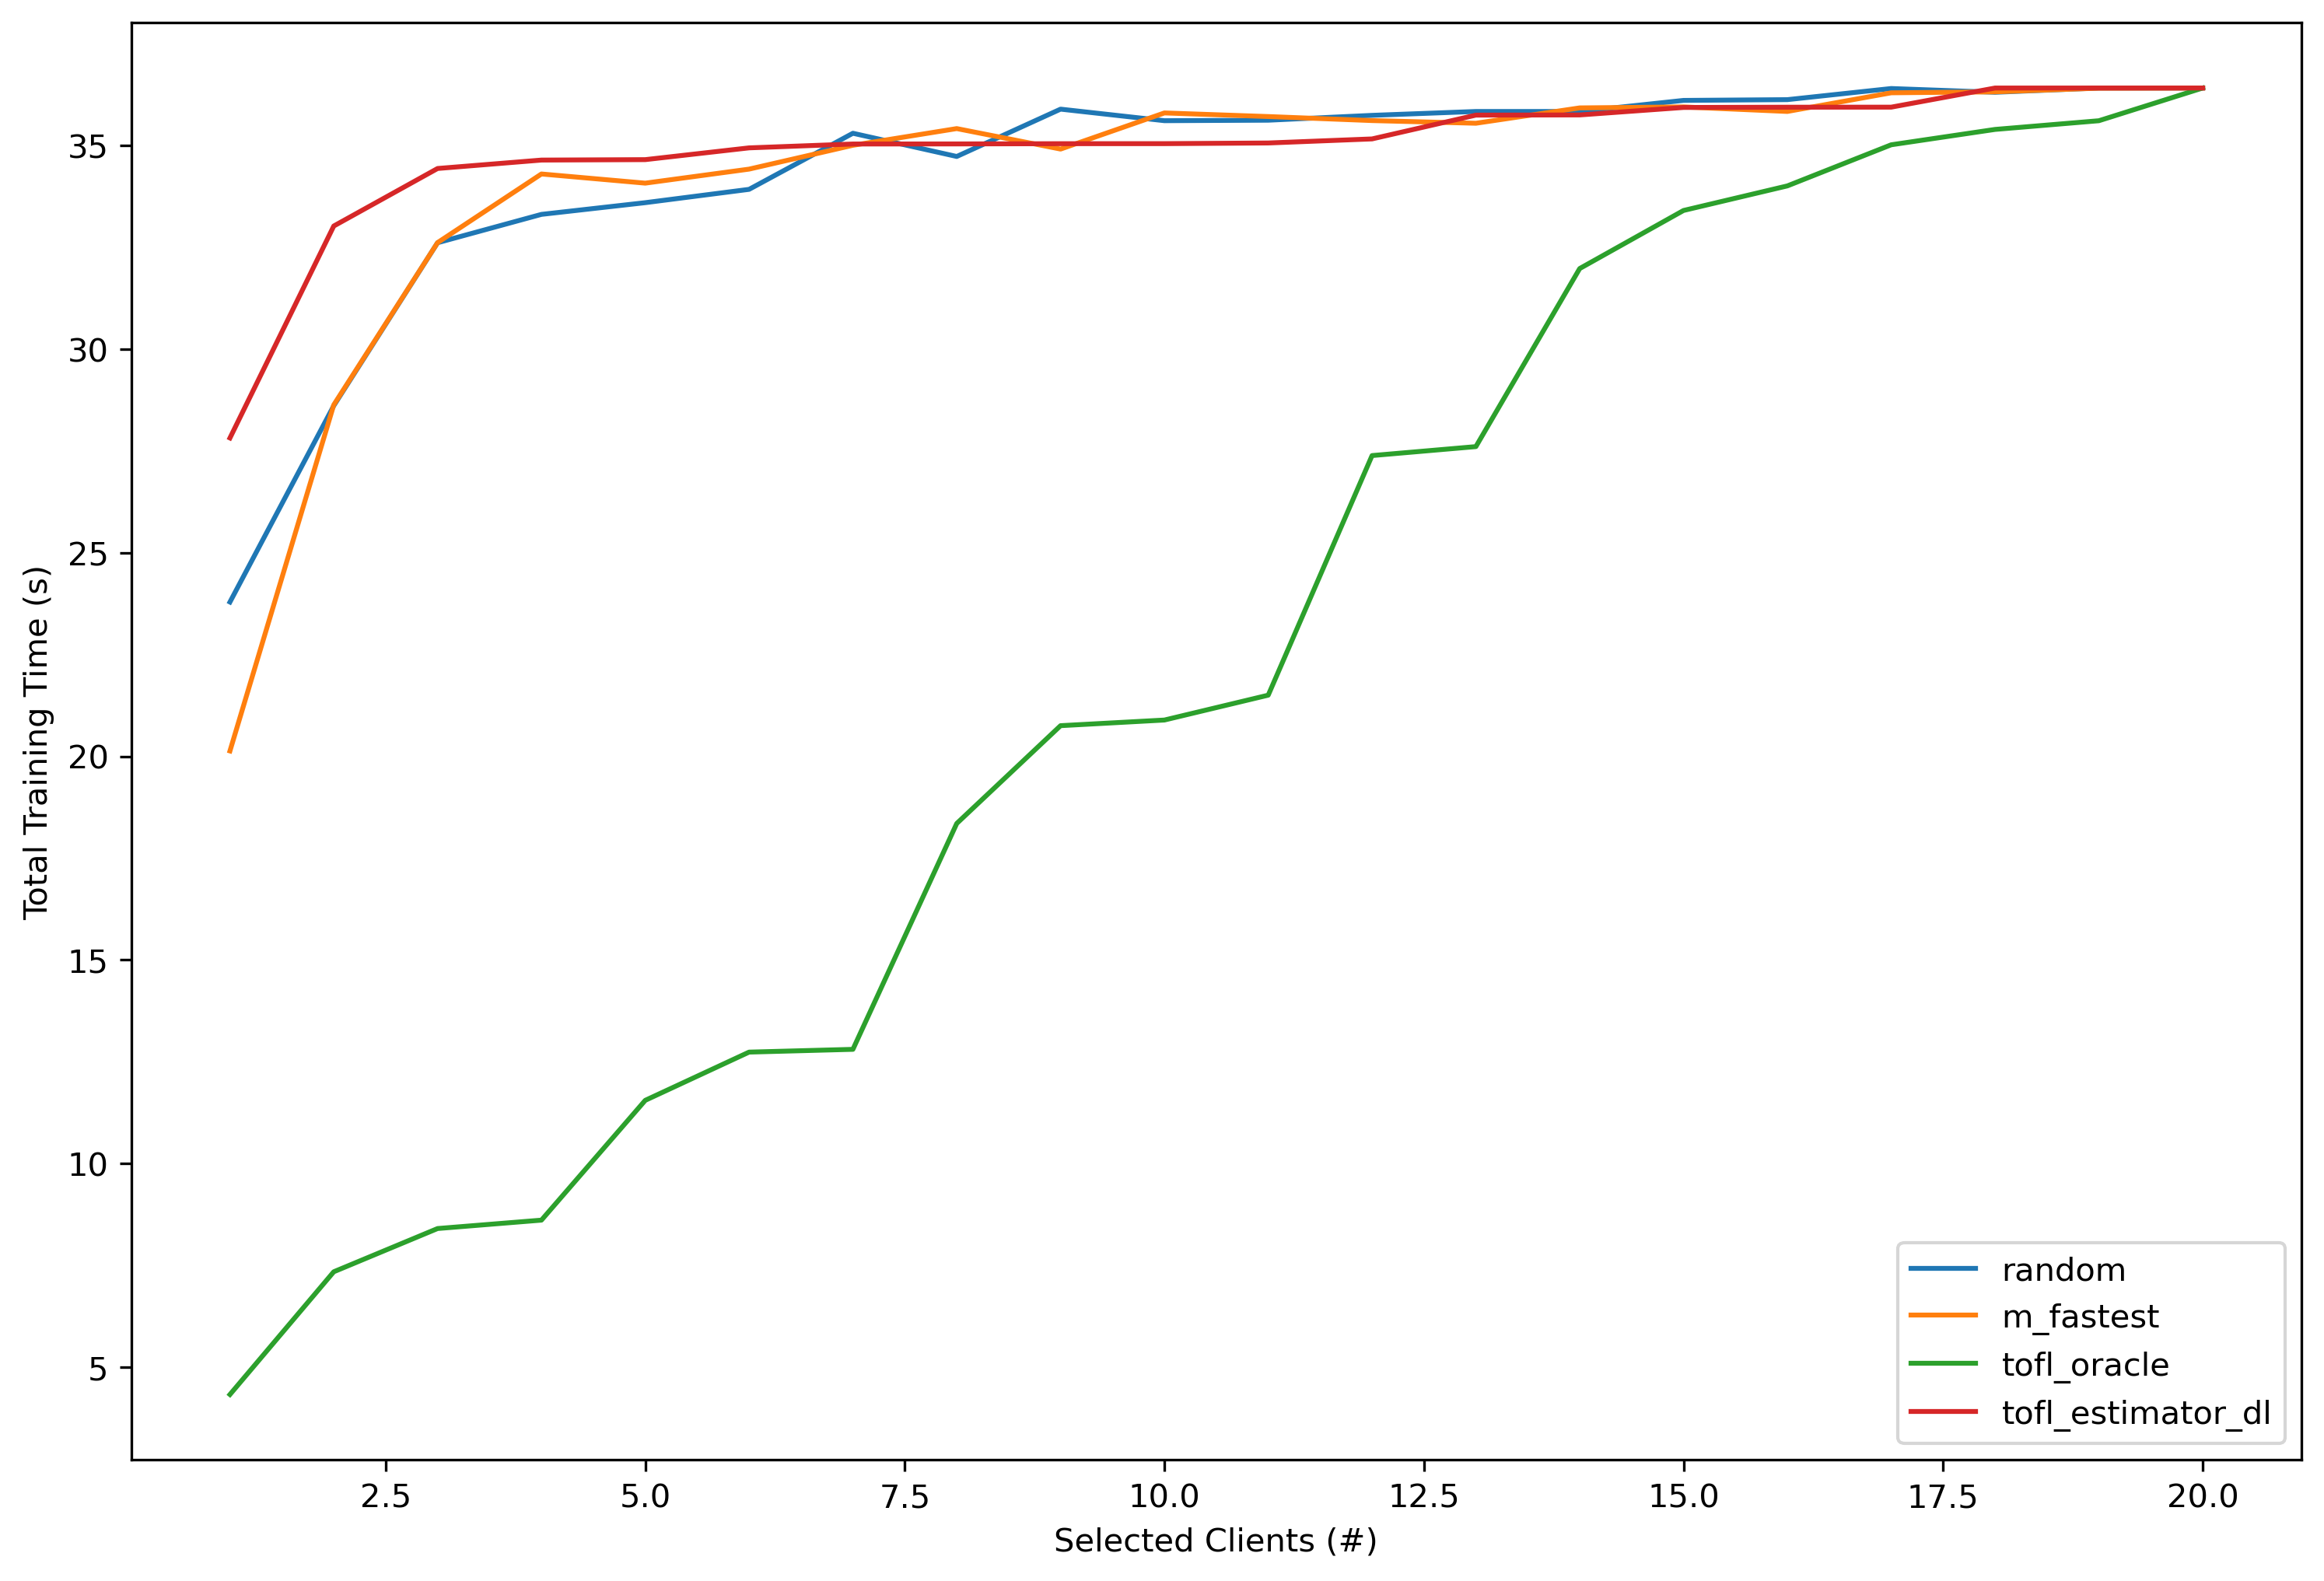 Total Training Time (s)
35
30
25
20
15
10
5
2.5 5.0 7.5 10.0 12.5 15.0 17.5 20.0
Selected Clients (#)
random
m_fastest
tofl_oracle
tofl_estimator_dl